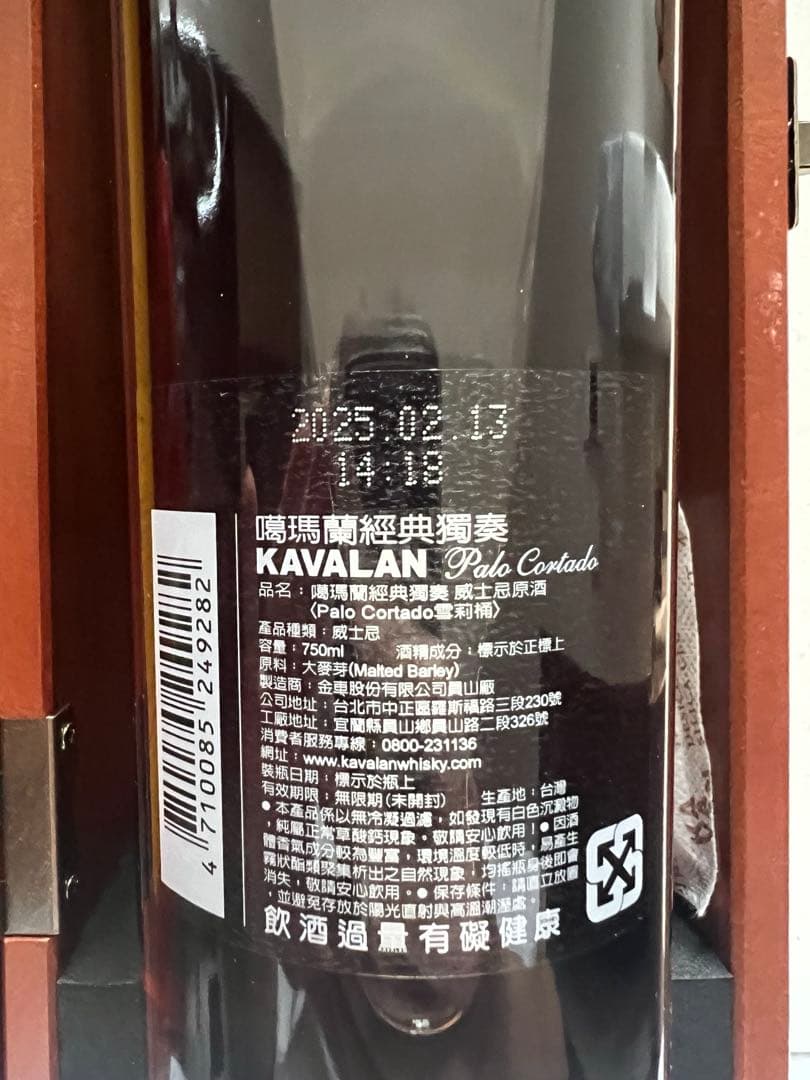 2025.02.13
14:18
噶瑪蘭經典獨奏
KAVALAN Palo Cortado
品名：噶瑪蘭經典獨奏 威士忌原酒
〈Palo Cortado雪莉桶〉
產品種類：威士忌
容量：750ml 酒精成分：標示於正標上
原料：大麥芽(Malted Barley)
製造商：金車股份有限公司員山廠
公司地址：台北市中正區羅斯福路三段230號
工廠地址：宜蘭縣員山鄉員山路二段326號
消費者服務專線：0800-231136
網址：www.kavalanwhisky.com
裝瓶日期：標示於瓶上
有效期限：無限期(未開封) 生產地：台灣
●本產品係以無冷凝過濾，如發現有白色沉澱物
，純屬正常草酸鈣現象。敬請安心飲用！●因酒
體香氣成分較為豐富，環境溫度較低時，易產生
霧狀酯類聚集析出之自然現象，均搖瓶身後即會
消失，敬請安心飲用。●保存條件：請直立放置
，並避免存放於陽光直射與高溫潮溼處。
飲酒過量有礙健康
4 710085 249282